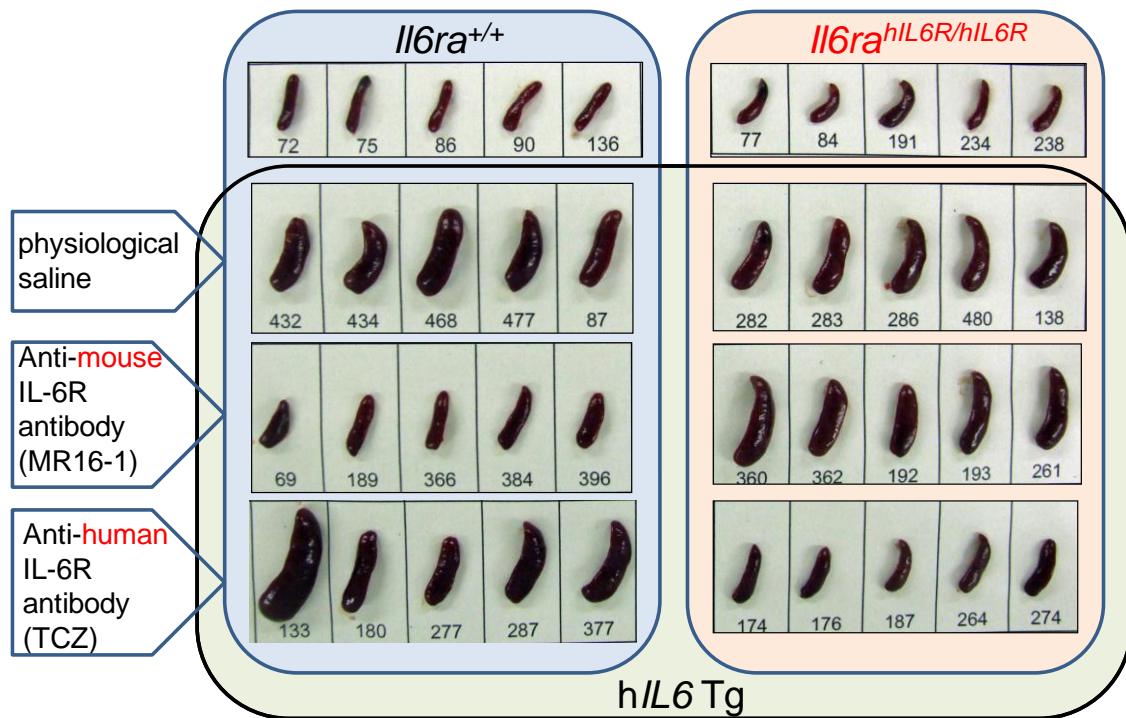 Il6ra+/+
Il6rahIL6R/hIL6R
72 75 86 90 136
77 84 191 234 238
physiological
saline
432 434 468 477 87
282 283 286 480 138
Anti-mouse
IL-6R
antibody
(MR16-1)
69 189 366 384 396
360 362 192 193 261
Anti-human
IL-6R
antibody
(TCZ)
133 180 277 287 377
174 176 187 264 274
hIL6 Tg